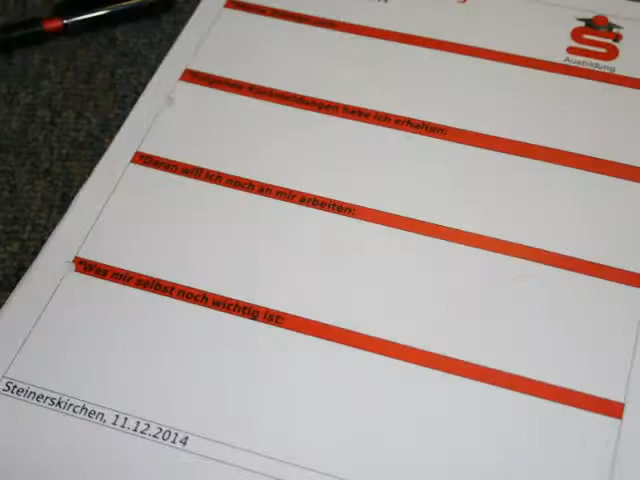 Ausbildung
Rückmeldungen habe ich erhalten:
*Daran will ich noch an mir arbeiten:
*Was mir selbst noch wichtig ist:
Steinerskirchen, 11.12.2014